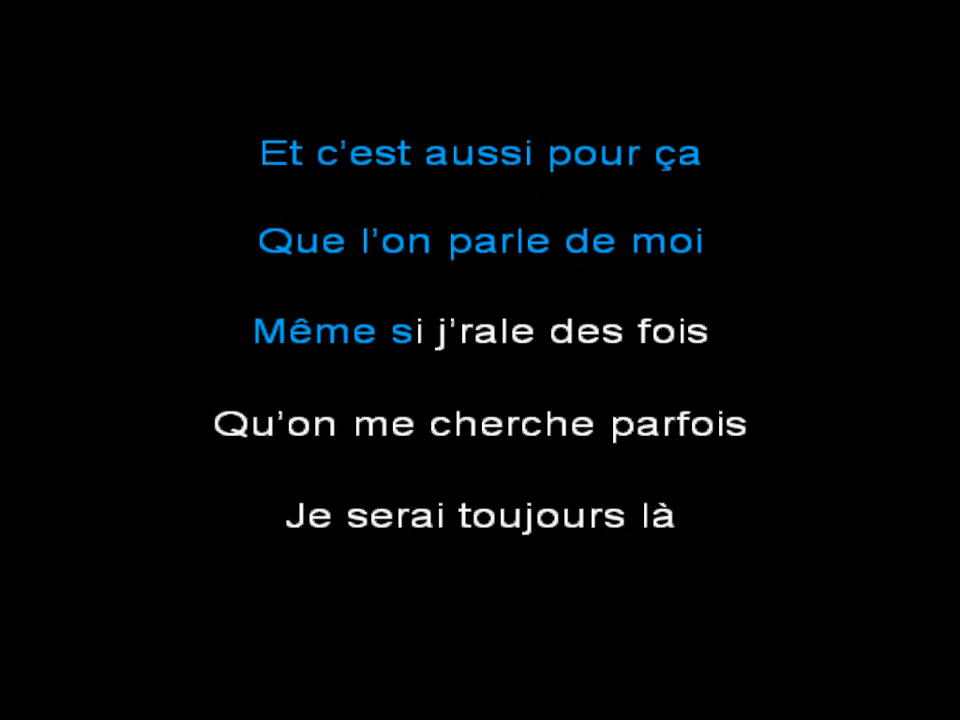 Et c'est aussi pour ça
Que l'on parle de moi
Même si j'rale des fois
Qu'on me cherche parfois
Je serai toujours là